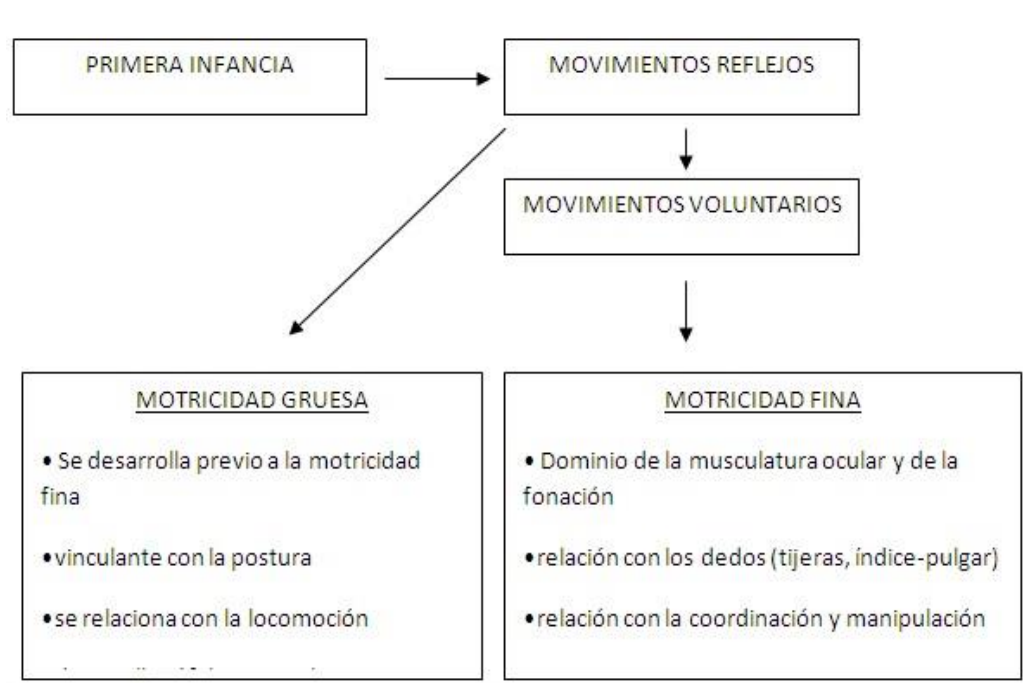 PRIMERA INFANCIA
MOVIMIENTOS REFLEJOS
MOVIMIENTOS VOLUNTARIOS
MOTRICIDAD GRUESA
• Se desarrolla previo a la motricidad
fina
•vinculante con la postura
•se relaciona con la locomoción
MOTRICIDAD FINA
• Dominio de la musculatura ocular y de la
fonación
•relación con los dedos (tijeras, índice-pulgar)
•relación con la coordinación y manipulación